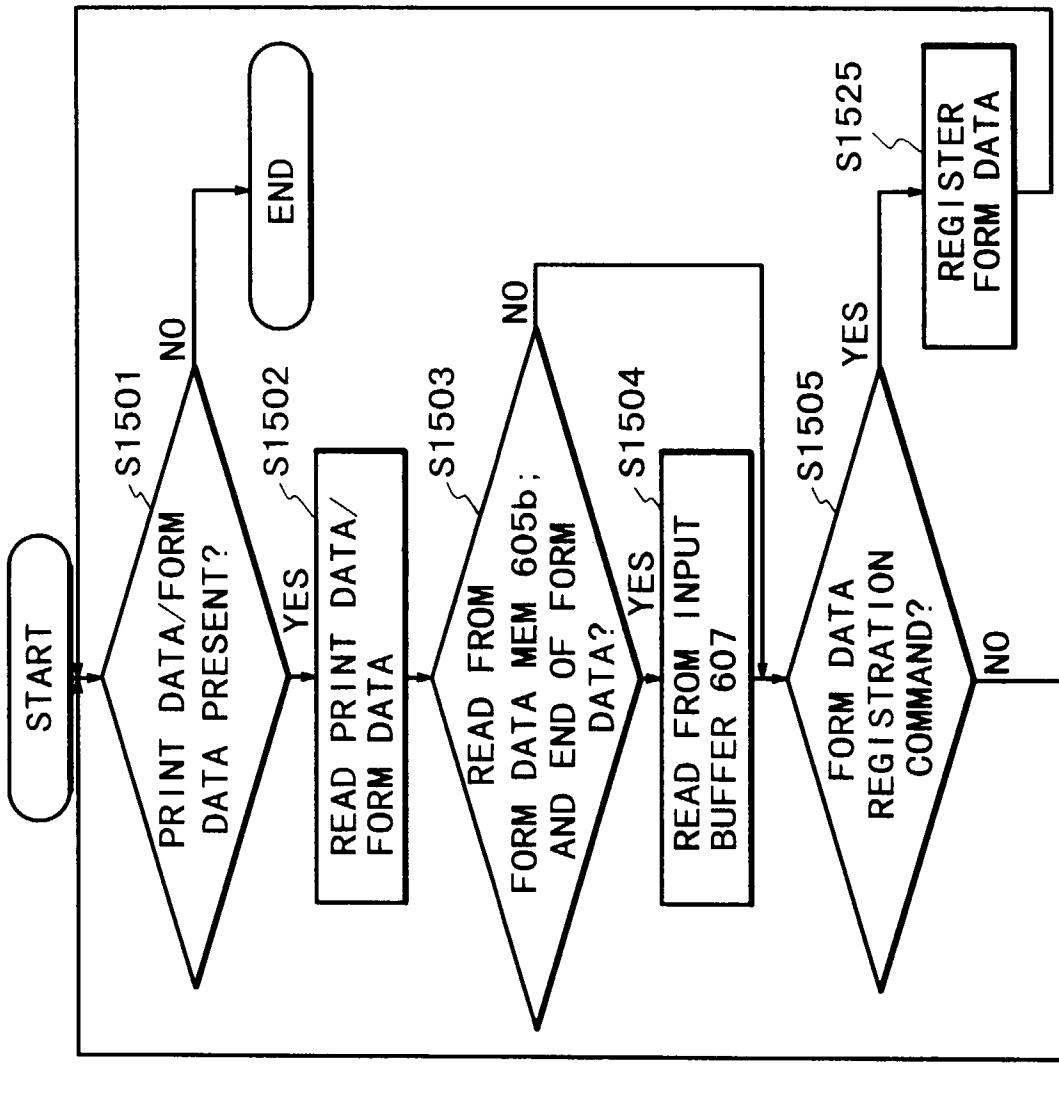 START
S1501
PRINT DATA/FORM
DATA PRESENT?
NO
END
YES
S1502
READ PRINT DATA/
FORM DATA
S1503
READ FROM
FORM DATA MEM 605b;
AND END OF FORM
DATA?
NO
YES
S1504
READ FROM INPUT
BUFFER 607
S1505
FORM DATA
REGISTRATION
COMMAND?
YES
NO
S1525
REGISTER
FORM DATA